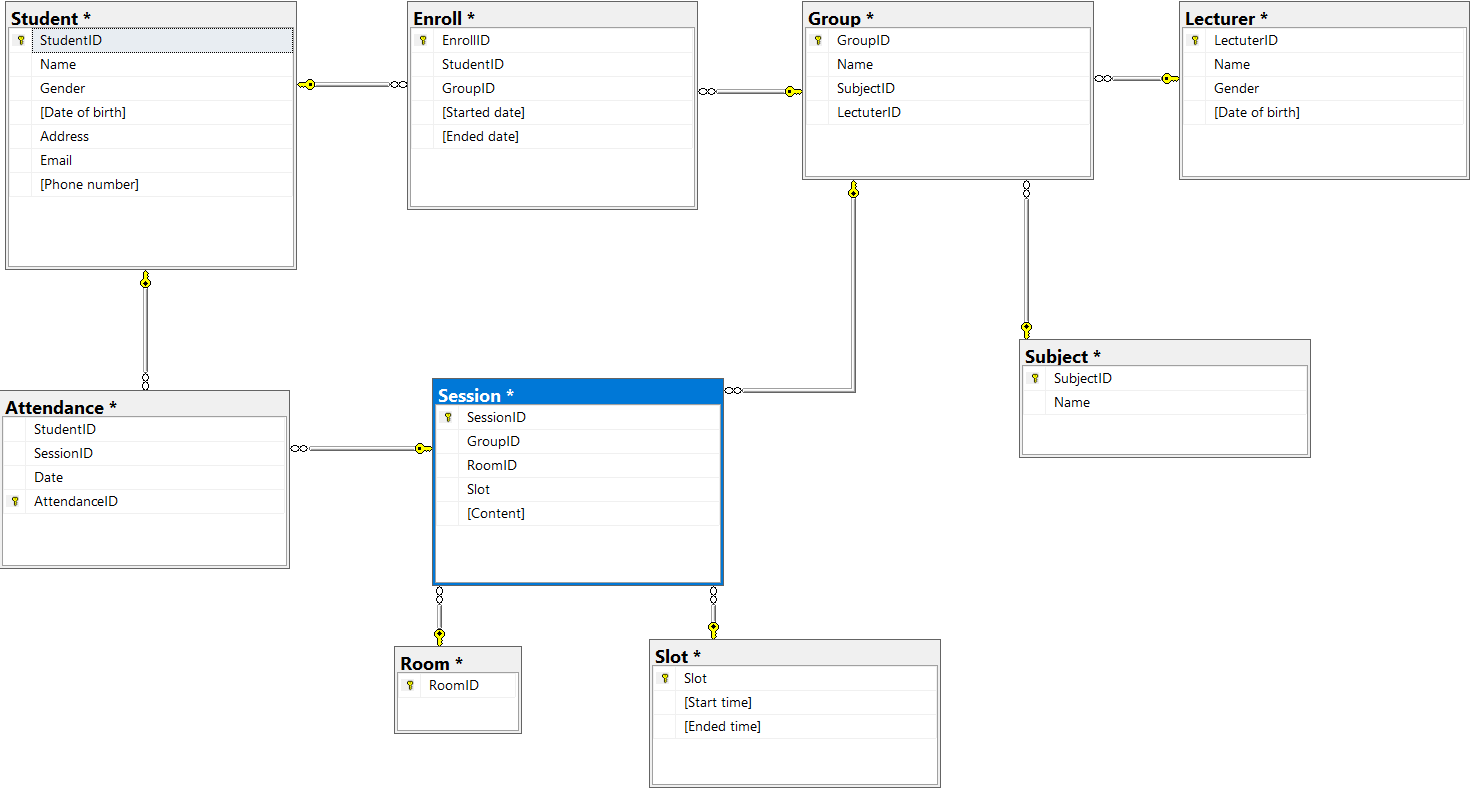 Student *
StudentID
Name
Gender
[Date of birth]
Address
Email
[Phone number]
Enroll *
EnrollID
StudentID
GroupID
[Started date]
[Ended date]
Group *
GroupID
Name
SubjectID
LectuterID
Lecturer *
LectuterID
Name
Gender
[Date of birth]
Attendance *
StudentID
SessionID
Date
AttendanceID
Session *
SessionID
GroupID
RoomID
Slot
[Content]
Subject *
SubjectID
Name
Room *
RoomID
Slot *
Slot
[Start time]
[Ended time]